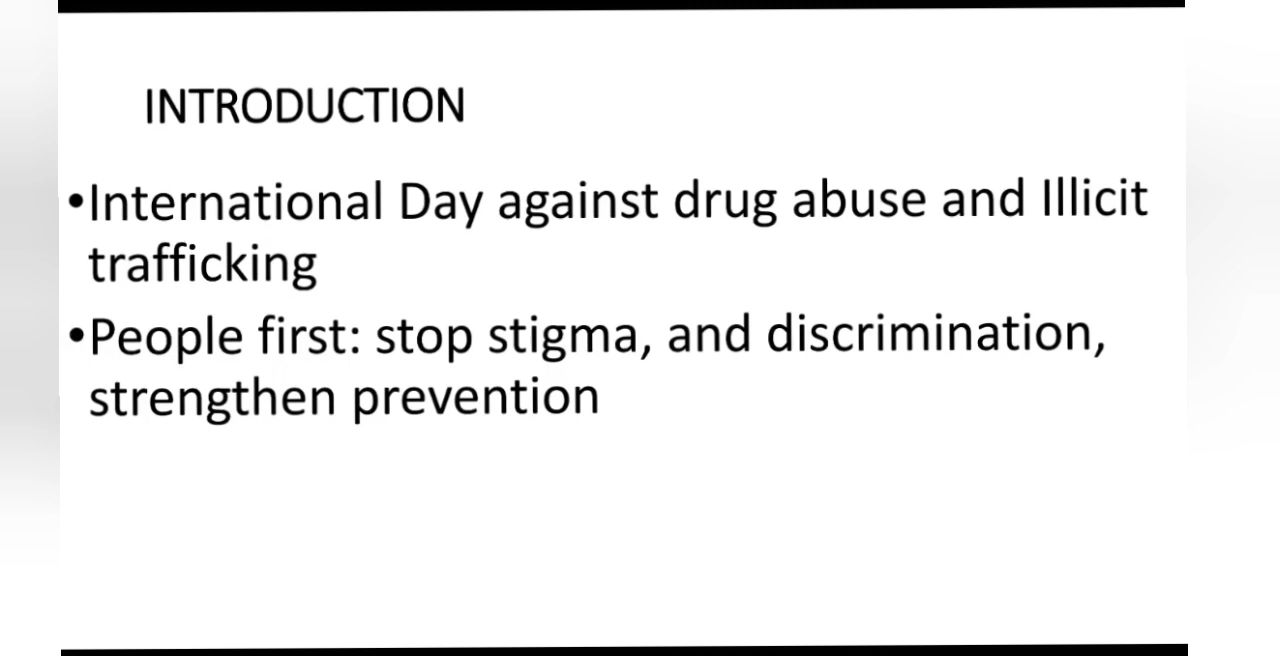 INTRODUCTION
•International Day against drug abuse and Illicit
trafficking
•People first: stop stigma, and discrimination,
strengthen prevention